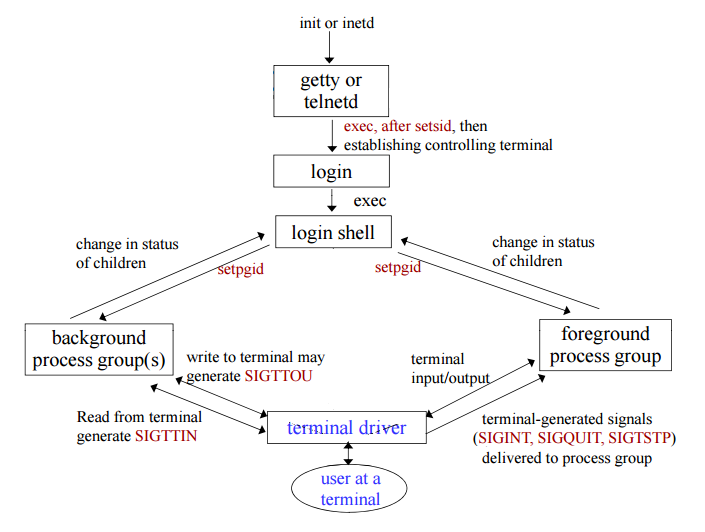 init or inetd
getty or
telnetd
exec, after setsid, then
establishing controlling terminal
login
exec
login shell
change in status
of children
setpgid
setpgid
change in status
of children
background
process group(s)
write to terminal may
generate SIGTTOU
terminal
input/output
foreground
process group
Read from terminal
generate SIGTTIN
terminal driver
terminal-generated signals
(SIGINT, SIGQUIT, SIGTSTP)
delivered to process group
user at a
terminal